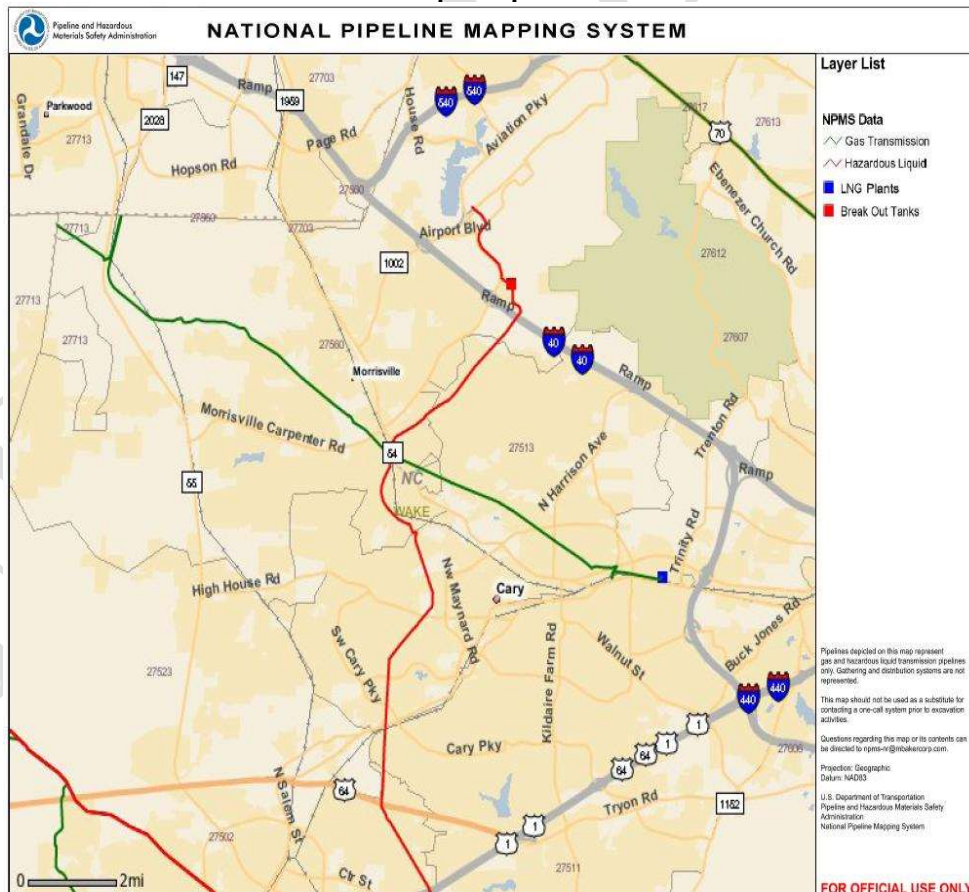 Pipeline and Hazardous
Materials Safety Administration
NATIONAL PIPELINE MAPPING SYSTEM
Layer List
NPMS Data
Gas Transmission
Hazardous Liquid
LNG Plants
Break Out Tanks
147
Ramp
27703
540
540
27617
27613
Parkwood
1959
House Rd
Aviation Pky
70
2028
Page Rd
27713
Grandale Dr
Hopson Rd
27560
Ebenezer Church Rd
27713
27560
27703
Airport Blvd
27612
1002
27713
Ramp
40
40
27607
27713
27560
Ramp
Morrisville
Morrisville Carpenter Rd
Trenton Rd
54
27513
N Harrison Ave
Ramp
55
NC
WAKE
Trinity Rd
High House Rd
Nw Maynard Rd
Cary
Buck Jones Rd
Sw Cary Pky
Kildaire Farm Rd
Walnut St
27523
440
440
1
1
27606
Cary Pky
64
64
N Salem St
64
Tryon Rd
1152
1
1
27502
27511
Ctr St
0
2mi
Pipelines depicted on this map represent
gas and hazardous liquid transmission pipelines
only. Gathering and distribution systems are not
represented.
This map should not be used as a substitute for
contacting a one-call system prior to excavation
activities.
Questions regarding this map or its contents can
be directed to npms-nr@mbakercorp.com.
Projection: Geographic
Datum: NAD83
U.S. Department of Transportation
Pipeline and Hazardous Materials Safety
Administration
National Pipeline Mapping System
FOR OFFICIAL USE ONLY